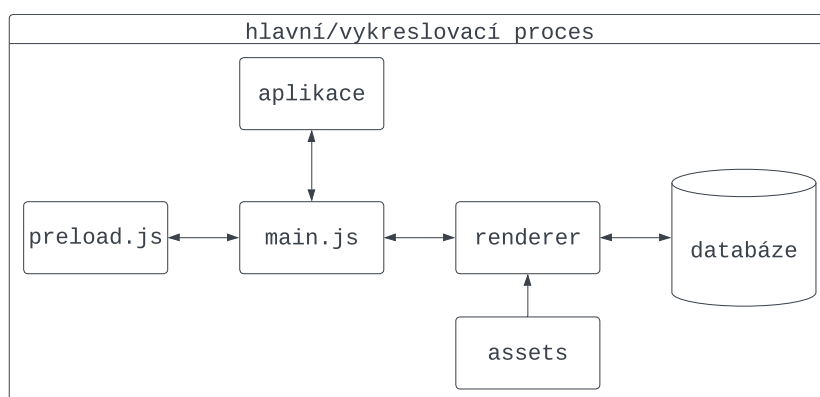 hlavní/vykreslovací proces
aplikace
preload.js
main.js
renderer
databáze
assets